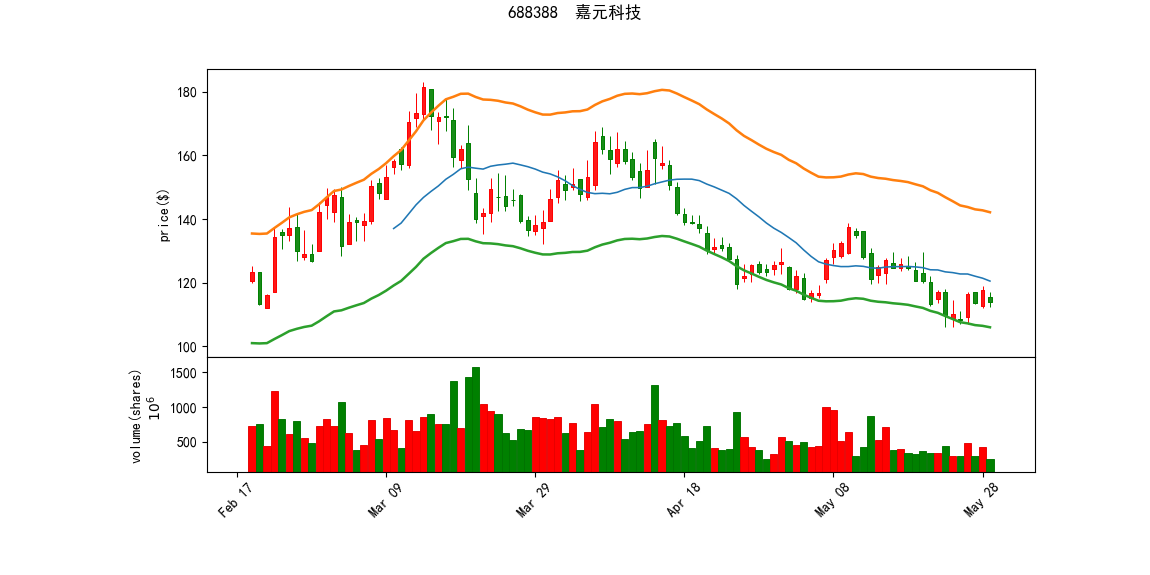 688388 嘉元科技
price($)
180
160
140
120
100
volume(shares)
10^6
1500
1000
500
Feb 17
Mar 09
Mar 29
Apr 18
May 08
May 28